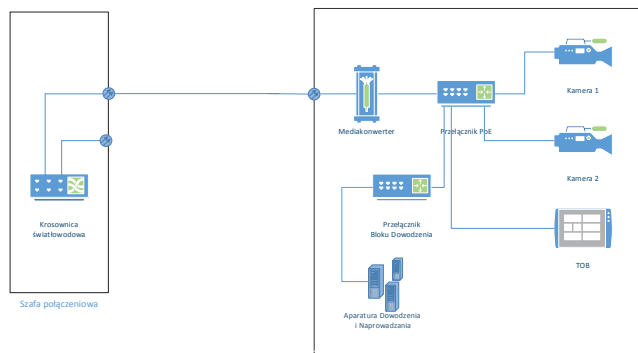 Kamera 1
Mediakonwerter
Przełącznik PoE
Kamera 2
Krosownica
światłowodowa
Przełącznik
Bloku Dowodzenia
TOB
Szafa połączeniowa
Aparatura Dowodzenia
i Naprowadzania